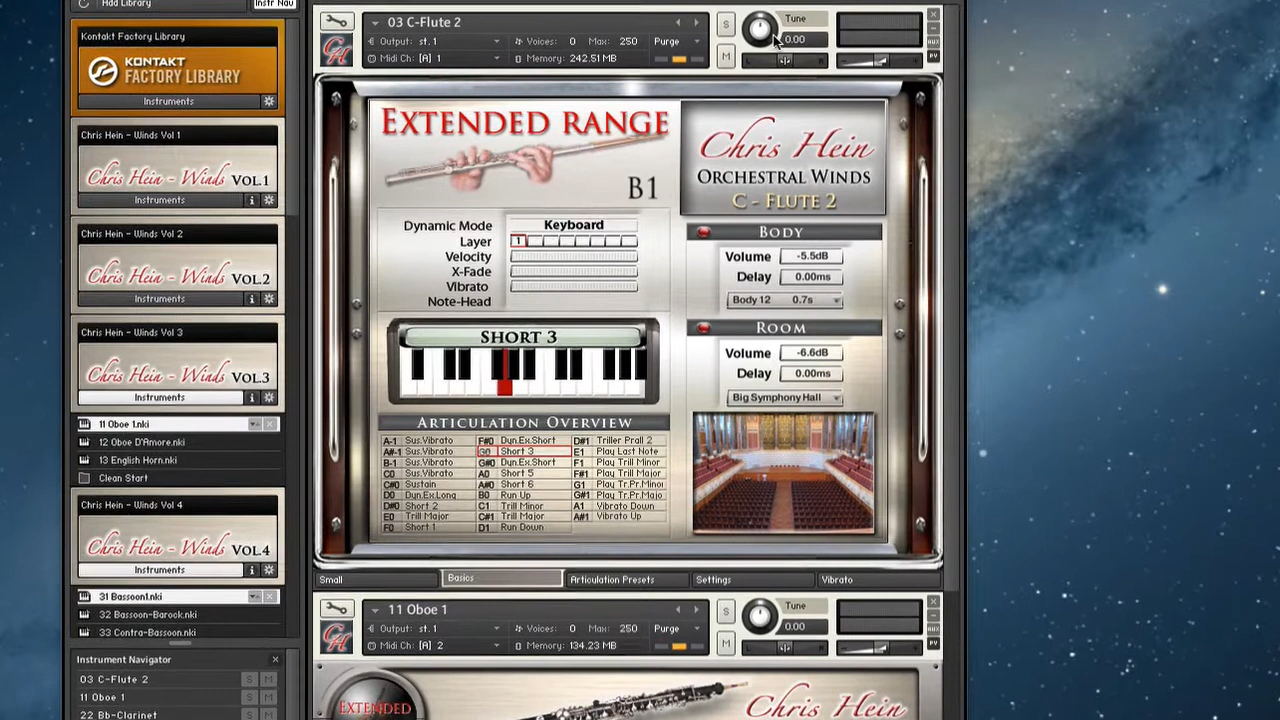 Add Library
Instr Nav
Kontakt Factory Library
KONTAKT
FACTORY LIBRARY
Instruments
Chris Hein - Winds Vol 1
Chris Hein - Winds VOL.1
Instruments
i
Chris Hein - Winds Vol 2
Chris Hein - Winds VOL.2
Instruments
i
Chris Hein - Winds Vol 3
Chris Hein - Winds VOL.3
Instruments
i
11 Oboe 1.nki
12 Oboe D'Amore.nki
13 English Horn.nki
Clean Start
Chris Hein - Winds Vol 4
Chris Hein - Winds VOL.4
Instruments
i
31 Bassoon1.nki
32 Bassoon-Barock.nki
33 Contra-Bassoon.nki
Instrument Navigator
03 C-Flute 2 S M
11 Oboe 1 S M
22 Bb-Clarinet S M
03 C-Flute 2
Output: st. 1 Voices: 0 Max: 250 Purge
Midi Ch: [A] 1 Memory: 242.51 MB
S
M
Tune
0.00
L R
AUX
PV
EXTENDED RANGE
B1
Chris Hein
ORCHESTRAL WINDS
C - FLUTE 2
Dynamic Mode Keyboard
Layer 1
Velocity
X-Fade
Vibrato
Note-Head
SHORT 3
ARTICULATION OVERVIEW
A-1 Sus.Vibrato F#0 Dyn.Ex.Short D#1 Triller Prall 2
A#-1 Sus.Vibrato G0 Short 3 E1 Play Last Note
B-1 Sus.Vibrato G#0 Dyn.Ex.Short F1 Play Trill Minor
C0 Sus.Vibrato A0 Short 5 F#1 Play Trill Major
C#0 Sustain A#0 Short 6 G1 Play Tr.Pr.Minor
D0 Dyn.Ex.Long B0 Run Up G#1 Play Tr.Pr.Majo
D#0 Short 2 C1 Trill Minor A1 Vibrato Down
E0 Trill Major C#1 Trill Major A#1 Vibrato Up
F0 Short 1 D1 Run Down
BODY
Volume -5.5dB
Delay 0.00ms
Body 12 0.7s
ROOM
Volume -6.6dB
Delay 0.00ms
Big Symphony Hall
Small Basics Articulation Presets Settings Vibrato
11 Oboe 1
Output: st. 1 Voices: 0 Max: 250 Purge
Midi Ch: [A] 2 Memory: 134.23 MB
S
M
Tune
0.00
L R
AUX
PV
EXTENDED
Chris Hein